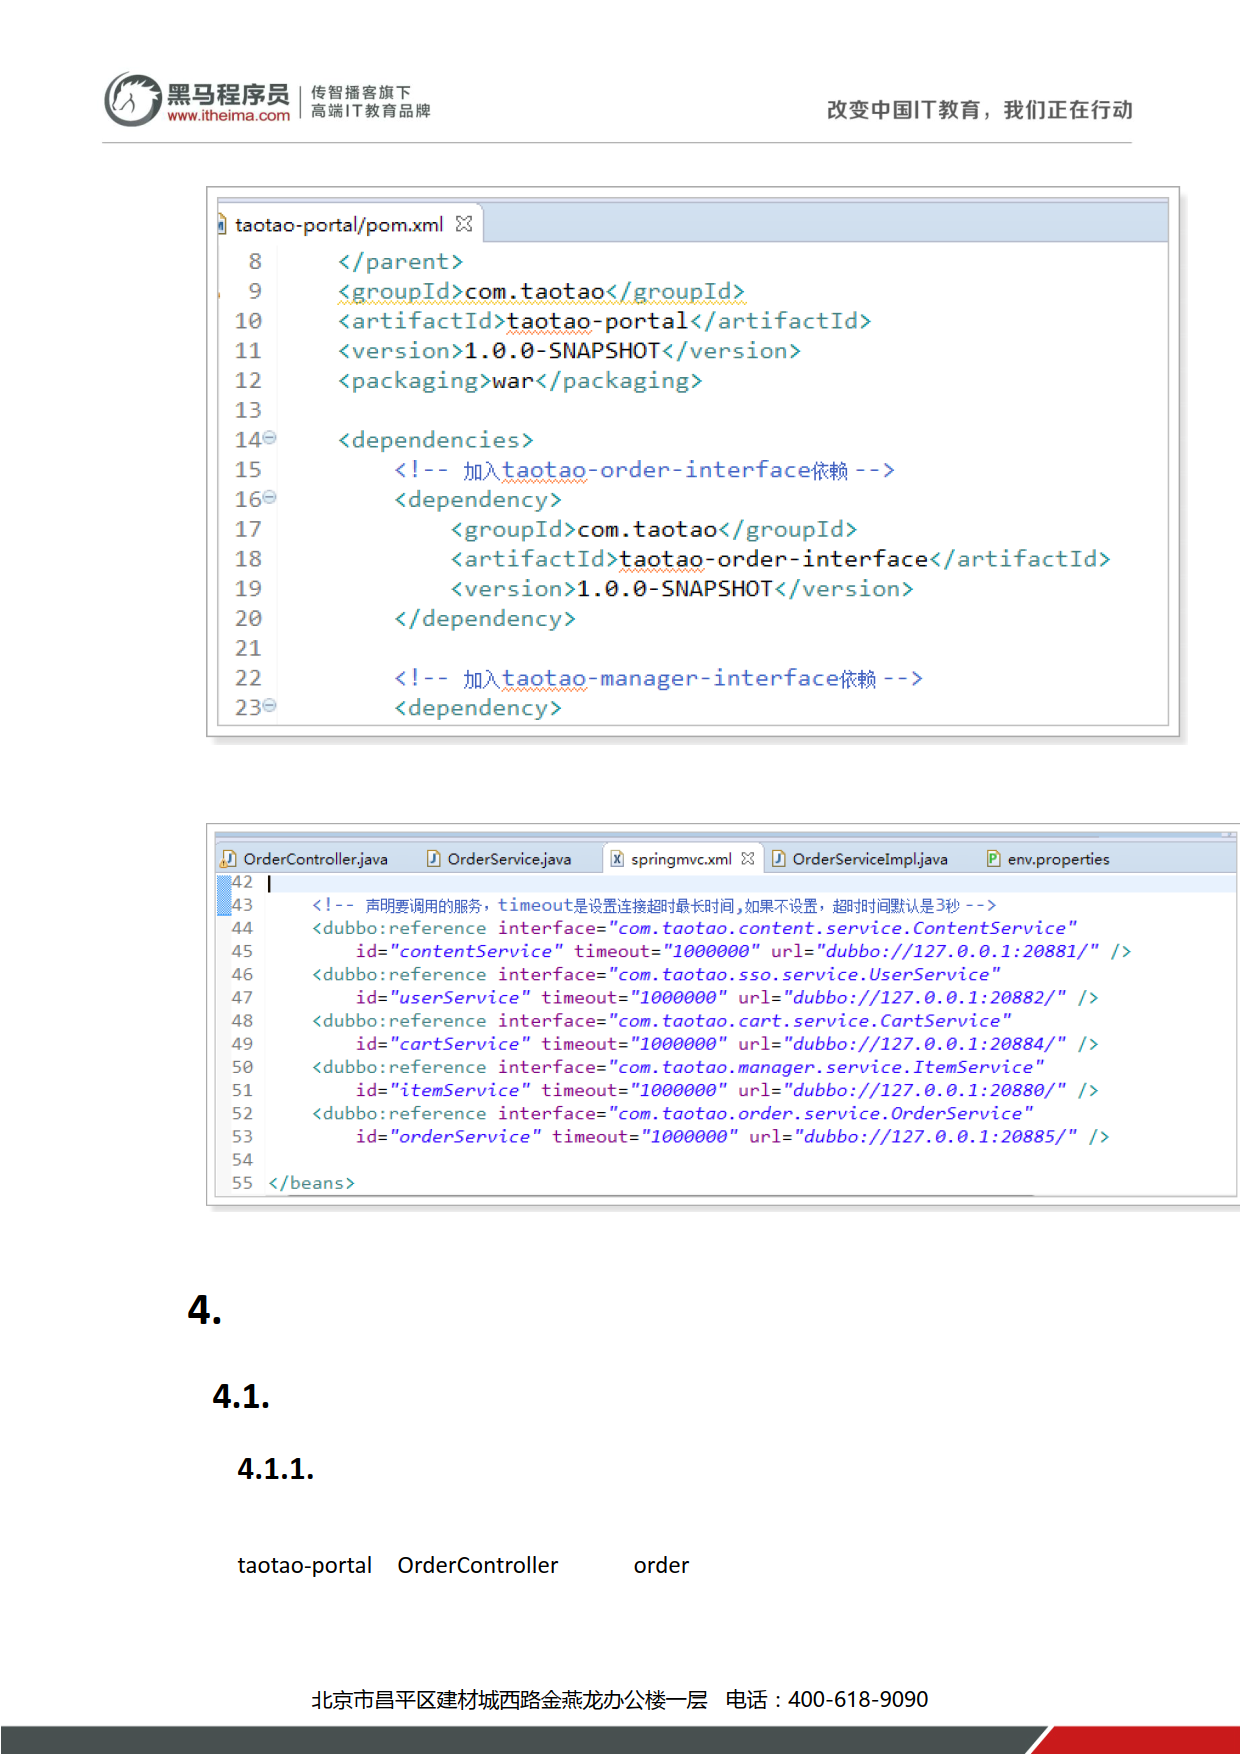 黑马程序员
www.itheima.com
传智播客旗下
高端IT教育品牌
改变中国IT教育，我们正在行动
taotao-portal/pom.xml
8 </parent>
9 <groupId>com.taotao</groupId>
10 <artifactId>taotao-portal</artifactId>
11 <version>1.0.0-SNAPSHOT</version>
12 <packaging>war</packaging>
13
14 <dependencies>
15 <!-- 加入taotao-order-interface依赖 -->
16 <dependency>
17 <groupId>com.taotao</groupId>
18 <artifactId>taotao-order-interface</artifactId>
19 <version>1.0.0-SNAPSHOT</version>
20 </dependency>
21
22 <!-- 加入taotao-manager-interface依赖 -->
23 <dependency>
OrderController.java OrderService.java springmvc.xml OrderServiceImpl.java env.properties
42
43 <!-- 声明要调用的服务，timeout是设置连接超时最长时间,如果不设置，超时时间默认是3秒 -->
44 <dubbo:reference interface="com.taotao.content.service.ContentService"
45 id="contentService" timeout="1000000" url="dubbo://127.0.0.1:20881/" />
46 <dubbo:reference interface="com.taotao.sso.service.UserService"
47 id="userService" timeout="1000000" url="dubbo://127.0.0.1:20882/" />
48 <dubbo:reference interface="com.taotao.cart.service.CartService"
49 id="cartService" timeout="1000000" url="dubbo://127.0.0.1:20884/" />
50 <dubbo:reference interface="com.taotao.manager.service.ItemService"
51 id="itemService" timeout="1000000" url="dubbo://127.0.0.1:20880/" />
52 <dubbo:reference interface="com.taotao.order.service.OrderService"
53 id="orderService" timeout="1000000" url="dubbo://127.0.0.1:20885/" />
54
55 </beans>
4.
4.1.
4.1.1.
taotao-portal OrderController order
北京市昌平区建材城西路金燕龙办公楼一层 电话：400-618-9090